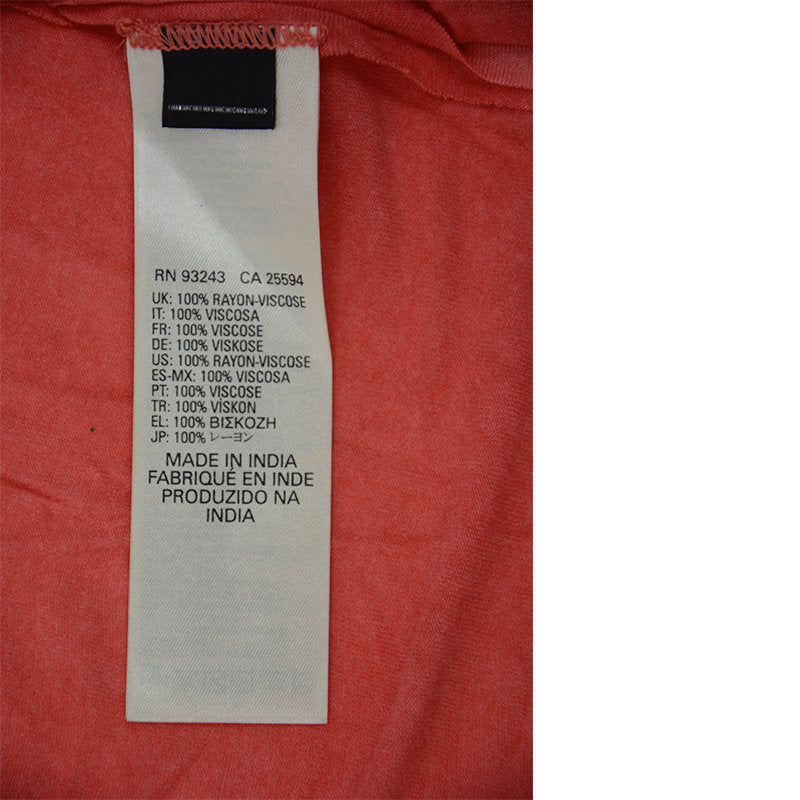 RN 93243 CA 25594
UK: 100% RAYON-VISCOSE
IT: 100% VISCOSA
FR: 100% VISCOSE
DE: 100% VISKOSE
US: 100% RAYON-VISCOSE
ES-MX: 100% VISCOSA
PT: 100% VISCOSE
TR: 100% VİSKON
EL: 100% ΒΙΣΚΟΖΗ
JP: 100% レーヨン
MADE IN INDIA
FABRIQUÉ EN INDE
PRODUZIDO NA
INDIA